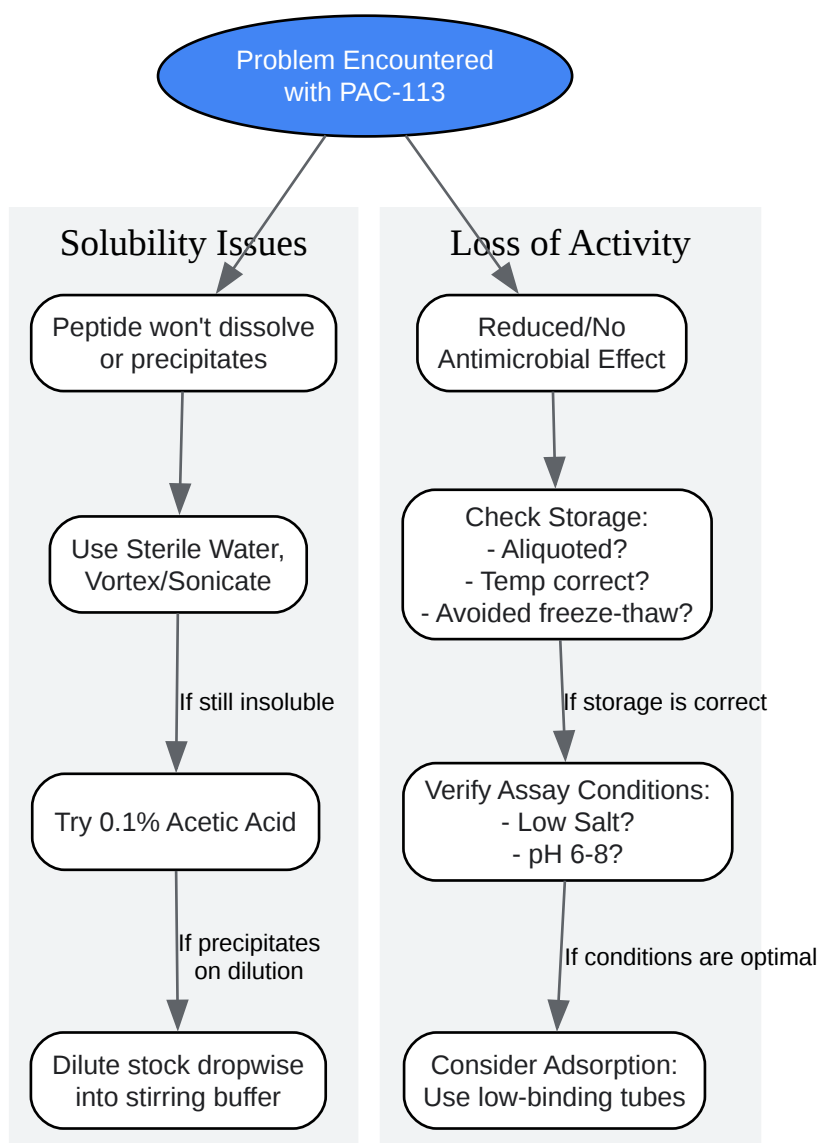 Problem Encountered
with PAC-113
Solubility Issues
Peptide won't dissolve
or precipitates
Use Sterile Water,
Vortex/Sonicate
If still insoluble
Try 0.1% Acetic Acid
If precipitates
on dilution
Dilute stock dropwise
into stirring buffer
Loss of Activity
Reduced/No
Antimicrobial Effect
Check Storage:
- Aliquoted?
- Temp correct?
- Avoided freeze-thaw?
If storage is correct
Verify Assay Conditions:
- Low Salt?
- pH 6-8?
If conditions are optimal
Consider Adsorption:
Use low-binding tubes